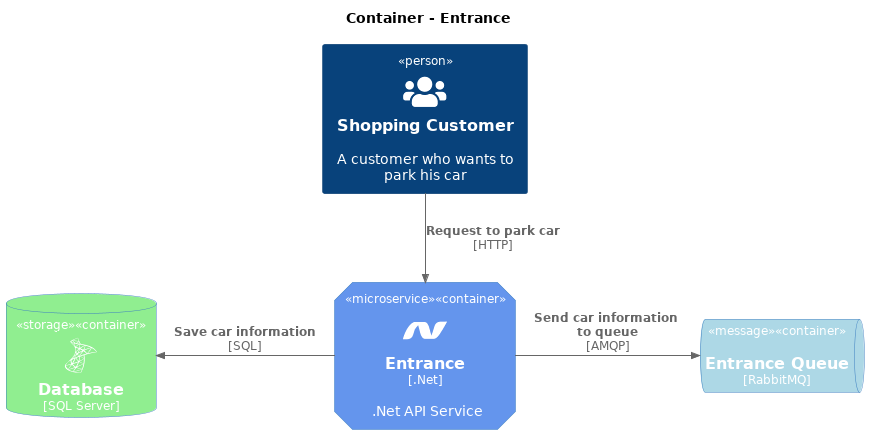 Container - Entrance
«person»
Shopping Customer
A customer who wants to
park his car
Request to park car
[HTTP]
«storage»«container»
Database
[SQL Server]
Save car information
[SQL]
«microservice»«container»
Entrance
[.Net]
.Net API Service
Send car information
to queue
[AMQP]
«message»«container»
Entrance Queue
[RabbitMQ]